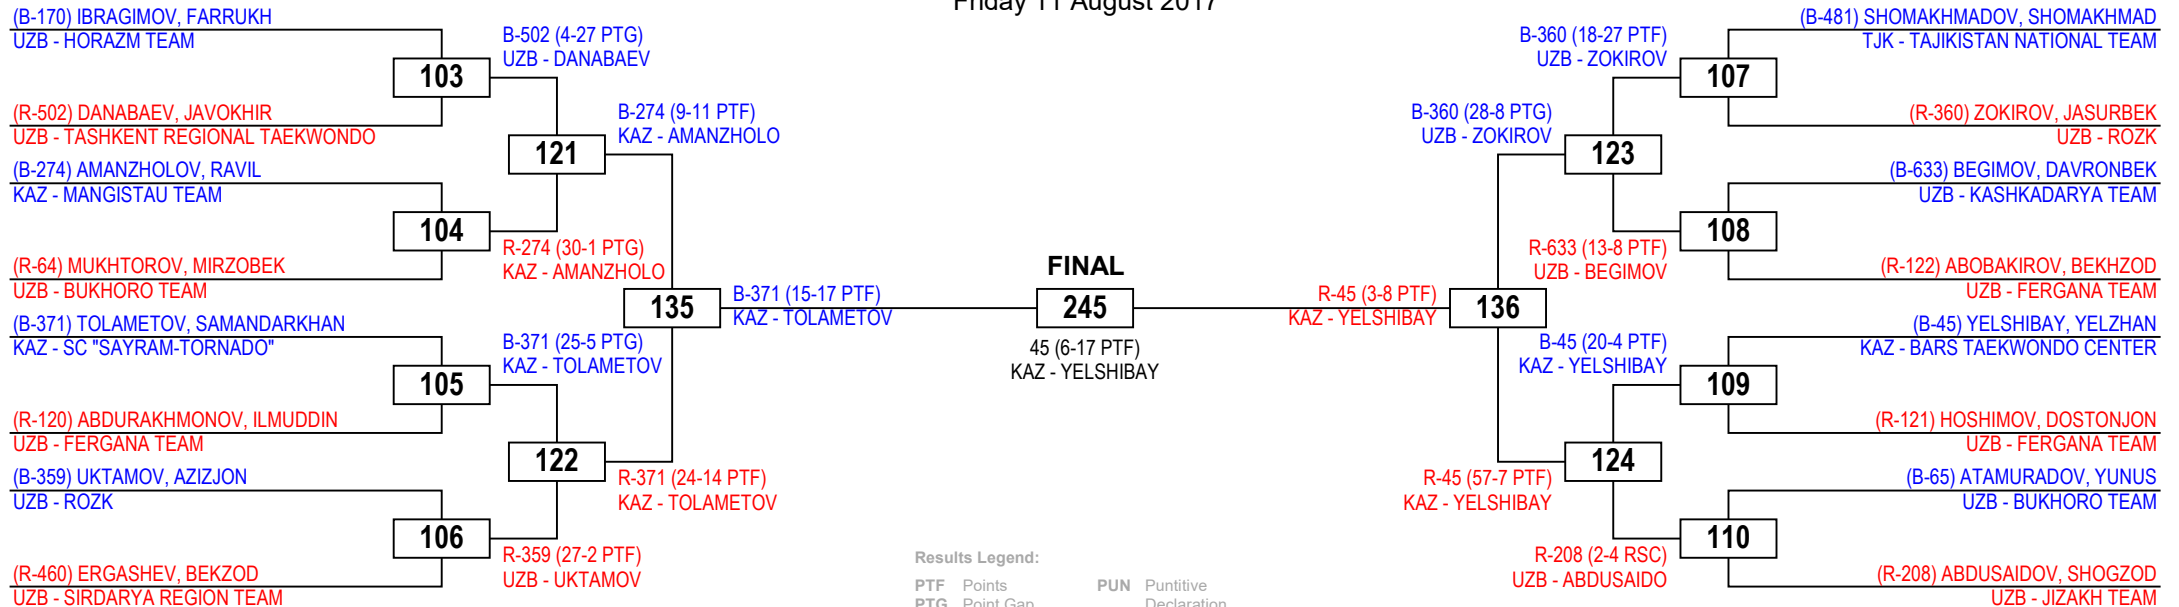 Friday 11 August 2017
(B-170) IBRAGIMOV, FARRUKH
UZB - HORAZM TEAM
103
(R-502) DANABAEV, JAVOKHIR
UZB - TASHKENT REGIONAL TAEKWONDO
(B-274) AMANZHOLOV, RAVIL
KAZ - MANGISTAU TEAM
104
(R-64) MUKHTOROV, MIRZOBEK
UZB - BUKHORO TEAM
(B-371) TOLAMETOV, SAMANDARKHAN
KAZ - SC "SAYRAM-TORNADO"
105
(R-120) ABDURAKHMONOV, ILMUDDIN
UZB - FERGANA TEAM
(B-359) UKTAMOV, AZIZJON
UZB - ROZK
106
(R-460) ERGASHEV, BEKZOD
UZB - SIRDARYA REGION TEAM
B-502 (4-27 PTG)
UZB - DANABAEV
121
R-274 (30-1 PTG)
KAZ - AMANZHOLO
B-371 (25-5 PTG)
KAZ - TOLAMETOV
122
R-359 (27-2 PTF)
UZB - UKTAMOV
B-274 (9-11 PTF)
KAZ - AMANZHOLO
135
R-371 (24-14 PTF)
KAZ - TOLAMETOV
B-371 (15-17 PTF)
KAZ - TOLAMETOV
FINAL
245
45 (6-17 PTF)
KAZ - YELSHIBAY
R-45 (3-8 PTF)
KAZ - YELSHIBAY
B-360 (28-8 PTG)
UZB - ZOKIROV
136
R-45 (57-7 PTF)
KAZ - YELSHIBAY
B-360 (18-27 PTF)
UZB - ZOKIROV
123
R-633 (13-8 PTF)
UZB - BEGIMOV
B-45 (20-4 PTF)
KAZ - YELSHIBAY
124
R-208 (2-4 RSC)
UZB - ABDUSAIDO
(B-481) SHOMAKHMADOV, SHOMAKHMAD
TJK - TAJIKISTAN NATIONAL TEAM
107
(R-360) ZOKIROV, JASURBEK
UZB - ROZK
(B-633) BEGIMOV, DAVRONBEK
UZB - KASHKADARYA TEAM
108
(R-122) ABOBAKIROV, BEKHZOD
UZB - FERGANA TEAM
(B-45) YELSHIBAY, YELZHAN
KAZ - BARS TAEKWONDO CENTER
109
(R-121) HOSHIMOV, DOSTONJON
UZB - FERGANA TEAM
(B-65) ATAMURADOV, YUNUS
UZB - BUKHORO TEAM
110
(R-208) ABDUSAIDOV, SHOGZOD
UZB - JIZAKH TEAM
Results Legend:
PTF Points PUN Puntitive
PTG Point Gap Declaration